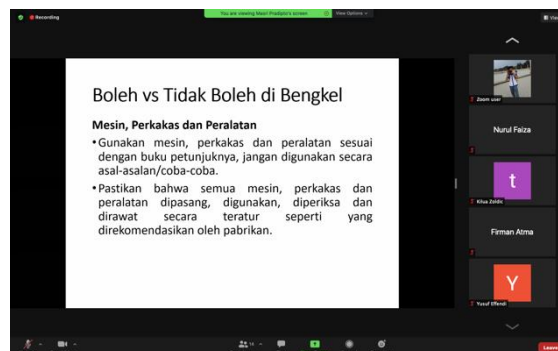 Recording
You are viewing Mesri Pradipto's screen
View Options
View
Boleh vs Tidak Boleh di Bengkel
Mesin, Perkakas dan Peralatan
•Gunakan mesin, perkakas dan peralatan sesuai
dengan buku petunjuknya, jangan digunakan secara
asal-asalan/coba-coba.
•Pastikan bahwa semua mesin, perkakas dan
peralatan dipasang, digunakan, diperiksa dan
dirawat secara teratur seperti yang
direkomendasikan oleh pabrikan.
Zoom user
Nurul Faiza
t
Kilua Zoldic
Firman Atma
Y
Yusuf Effendi
Leave